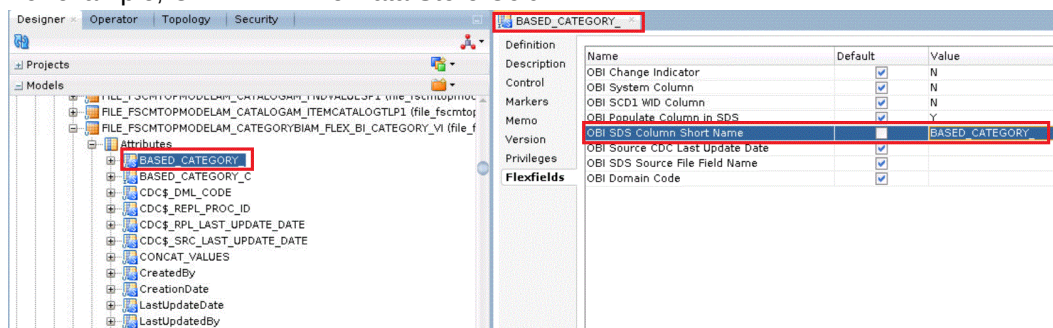 Designer Operator Topology Security
BASED_CATEGORY_
Projects
Models
FILE_FSCMTOPMODELAM_CATALOGAM_ITEMCATALOGTLP1 (file_fscmtop
FILE_FSCMTOPMODELAM_CATEGORYBIAM_FLEX_BI_CATEGORY_VI (file_f
Attributes
BASED_CATEGORY_
BASED_CATEGORY_C
CDC$_DML_CODE
CDC$_REPL_PROC_ID
CDC$_RPL_LAST_UPDATE_DATE
CDC$_SRC_LAST_UPDATE_DATE
CONCAT_VALUES
CreatedBy
CreationDate
LastUpdateDate
LastUpdatedBy
Definition
Description
Control
Markers
Memo
Version
Privileges
Flexfields
Name Default Value
OBI Change Indicator N
OBI System Column N
OBI SCD1 WID Column N
OBI Populate Column in SDS Y
OBI SDS Column Short Name BASED_CATEGORY_
OBI Source CDC Last Update Date
OBI SDS Source File Field Name
OBI Domain Code